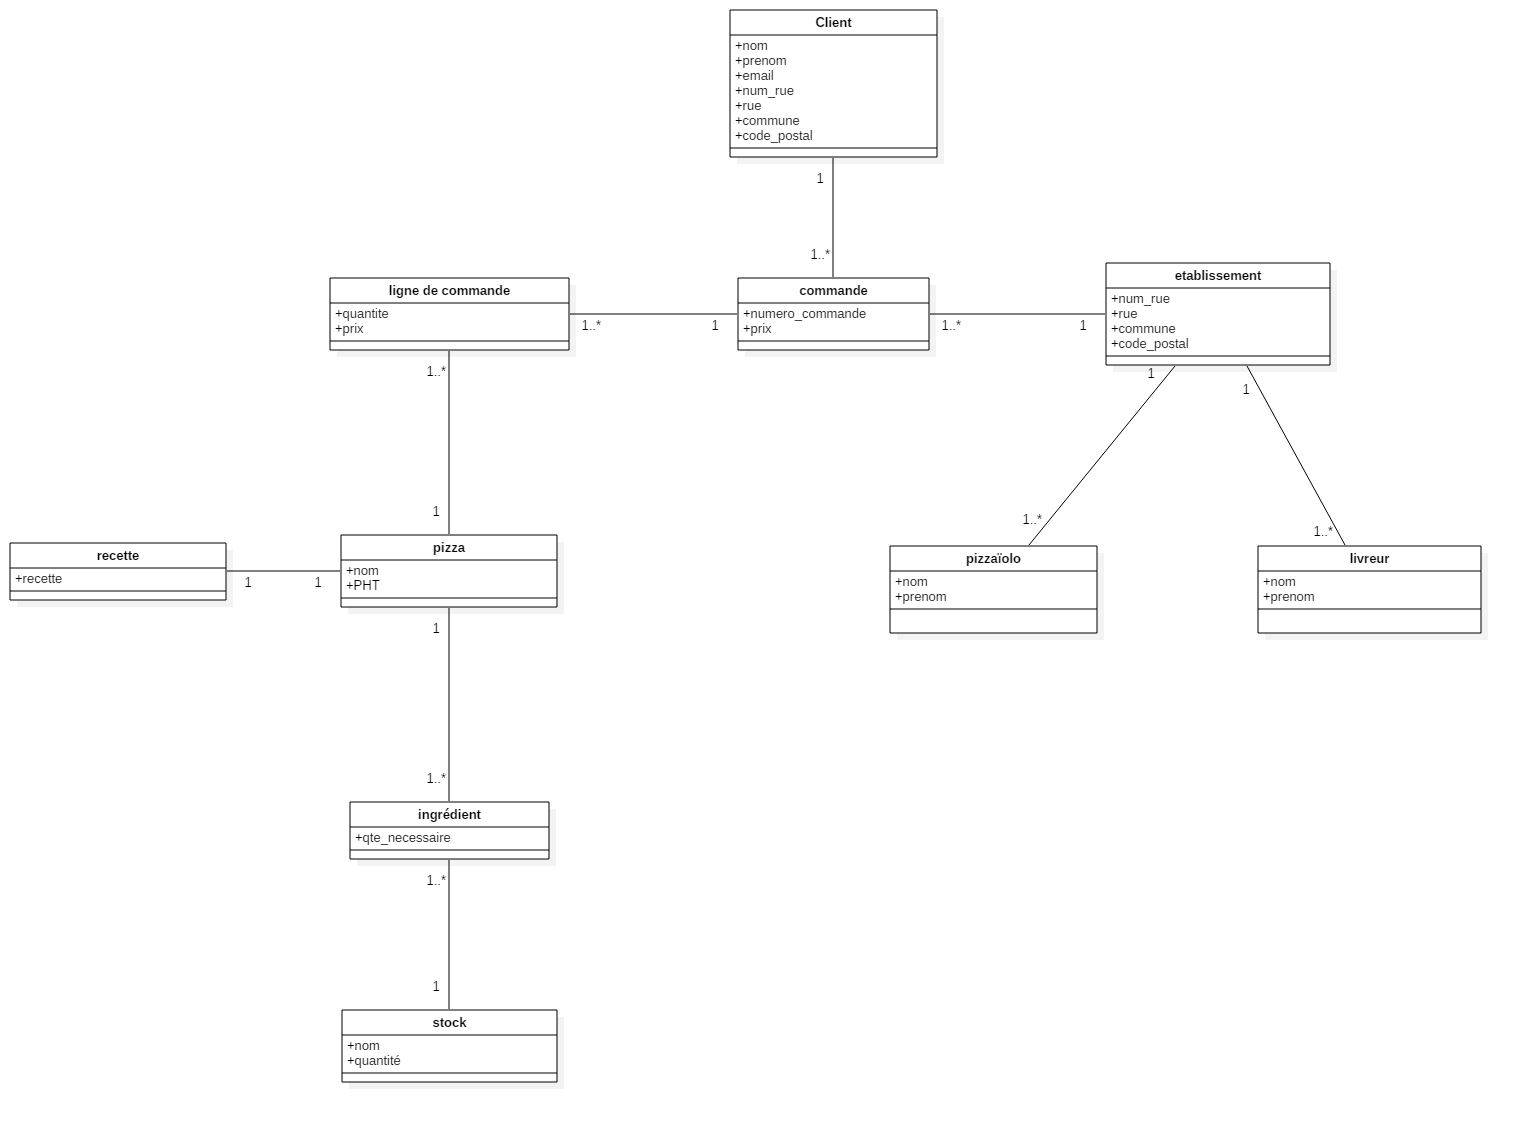 Client
+nom
+prenom
+email
+num_rue
+rue
+commune
+code_postal
1
1..*
ligne de commande
+quantite
+prix
1..*
1
commande
+numero_commande
+prix
1..*
1
etablissement
+num_rue
+rue
+commune
+code_postal
1
1
1..*
1
1..*
1..*
recette
+recette
1
1
pizza
+nom
+PHT
pizzaïolo
+nom
+prenom
livreur
+nom
+prenom
1
1..*
ingrédient
+qte_necessaire
1..*
1
stock
+nom
+quantité